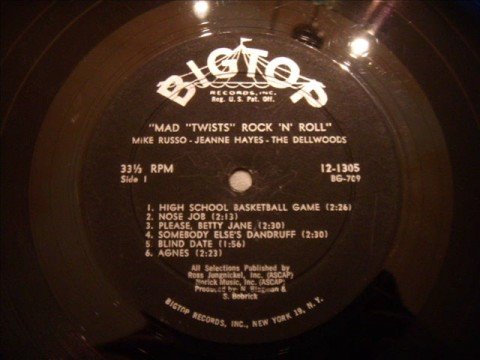 BIGTOP
RECORDS, INC.
Reg. U.S. Pat. Off.
"MAD "TWISTS" ROCK 'N' ROLL"
MIKE RUSSO - JEANNE HAYES - THE DELLWOODS
33⅓ RPM 12-1305
Side 1 BG-709
1. HIGH SCHOOL BASKETBALL GAME (2:26)
2. NOSE JOB (2:13)
3. PLEASE, BETTY JANE (2:30)
4. SOMEBODY ELSE'S DANDRUFF (2:30)
5. BLIND DATE (1:56)
6. AGNES (2:23)
All Selections Published by
Ross Jungnickel, Inc. (ASCAP)
Norick Music, Inc. (ASCAP)
Produced by: N. Blagman &
S. Bobrick
BIGTOP RECORDS, INC., NEW YORK 19, N. Y.